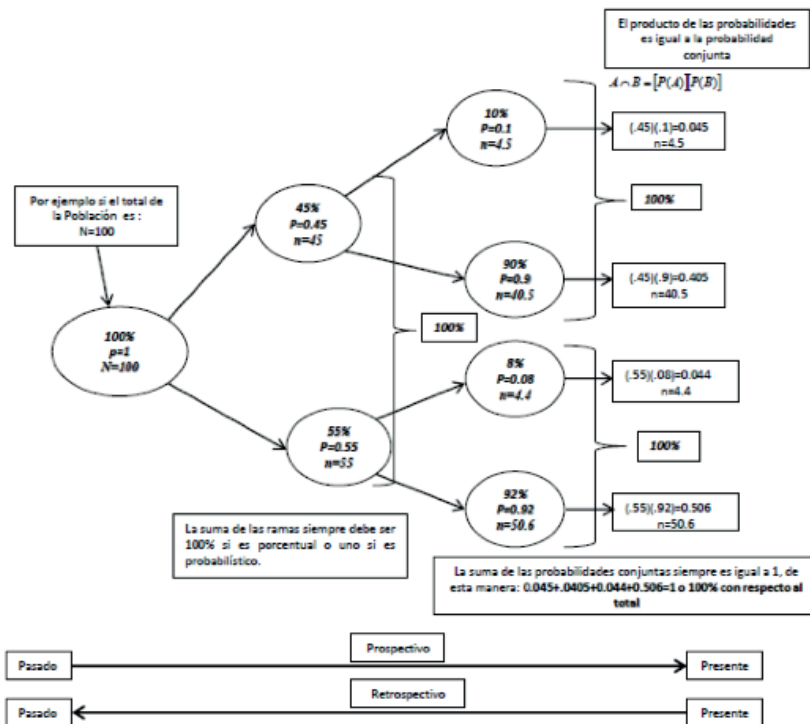 El producto de las probabilidades
es igual a la probabilidad
conjunta
A∩B=[P(A)][P(B)]
10%
P=0.1
n=4.5
(.45)(.1)=0.045
n=4.5
Por ejemplo si el total de
la Población es :
N=100
45%
P=0.45
n=45
100%
90%
P=0.9
n=40.5
(.45)(.9)=0.405
n=40.5
100%
p=1
N=100
100%
8%
P=0.08
n=4.4
(.55)(.08)=0.044
n=4.4
55%
P=0.55
n=55
100%
92%
P=0.92
n=50.6
(.55)(.92)=0.506
n=50.6
La suma de las ramas siempre debe ser
100% si es porcentual o uno si es
probabilístico.
La suma de las probabilidades conjuntas siempre es igual a 1, de
esta manera: 0.045+.0405+0.044+0.506=1 o 100% con respecto al
total
Prospectivo
Pasado
Presente
Retrospectivo
Pasado
Presente